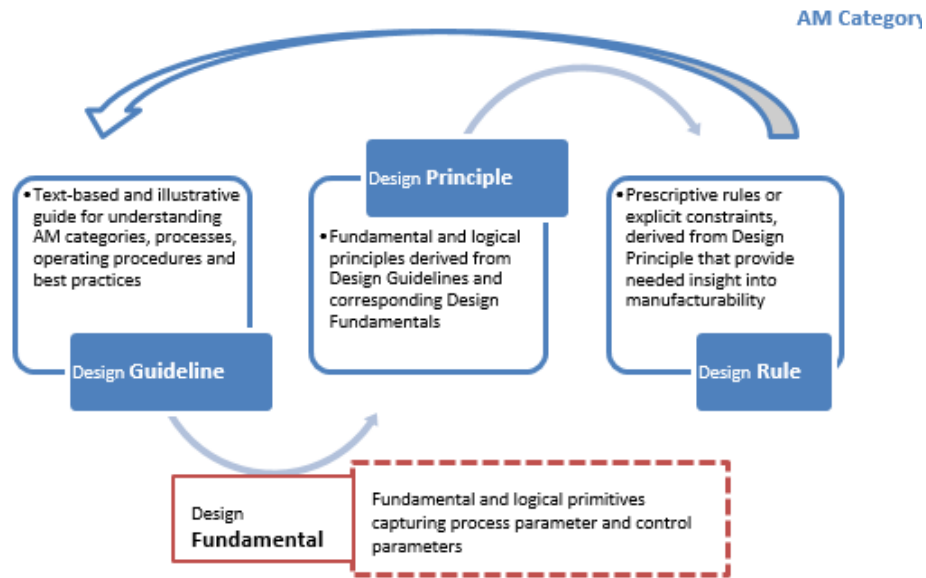 AM Category
•Text-based and illustrative
guide for understanding
AM categories, processes,
operating procedures and
best practices
Design Guideline
Design Principle
•Fundamental and logical
principles derived from
Design Guidelines and
corresponding Design
Fundamentals
•Prescriptive rules or
explicit constraints,
derived from Design
Principle that provide
needed insight into
manufacturability
Design Rule
Design
Fundamental
Fundamental and logical primitives
capturing process parameter and control
parameters